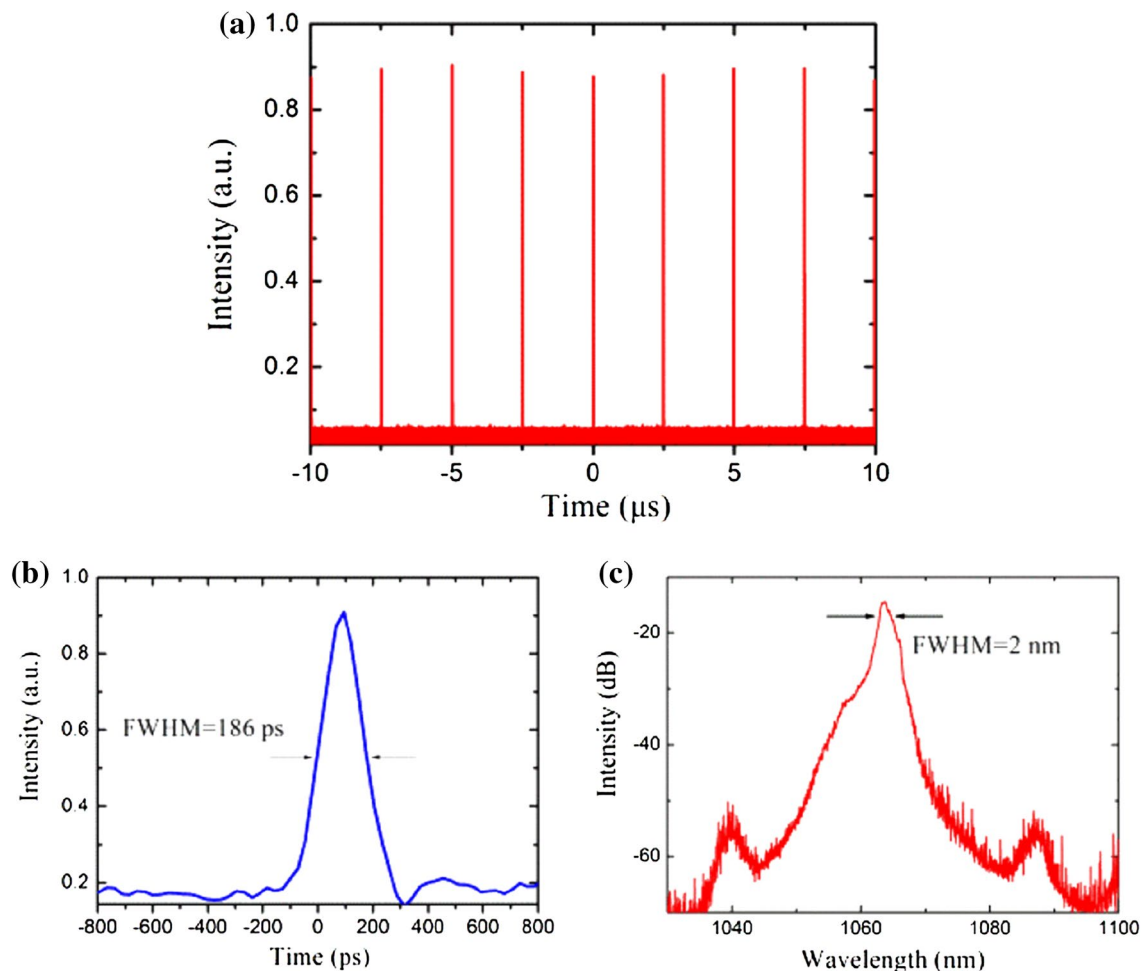 (a)
1.0
0.8
0.6
0.4
0.2
Intensity (a.u.)
-10 -5 0 5 10
Time (μs)
(b)
1.0
0.8
0.6
0.4
0.2
Intensity (a.u.)
FWHM=186 ps
-800 -600 -400 -200 0 200 400 600 800
Time (ps)
(c)
-20
-40
-60
Intensity (dB)
FWHM=2 nm
1040 1060 1080 1100
Wavelength (nm)